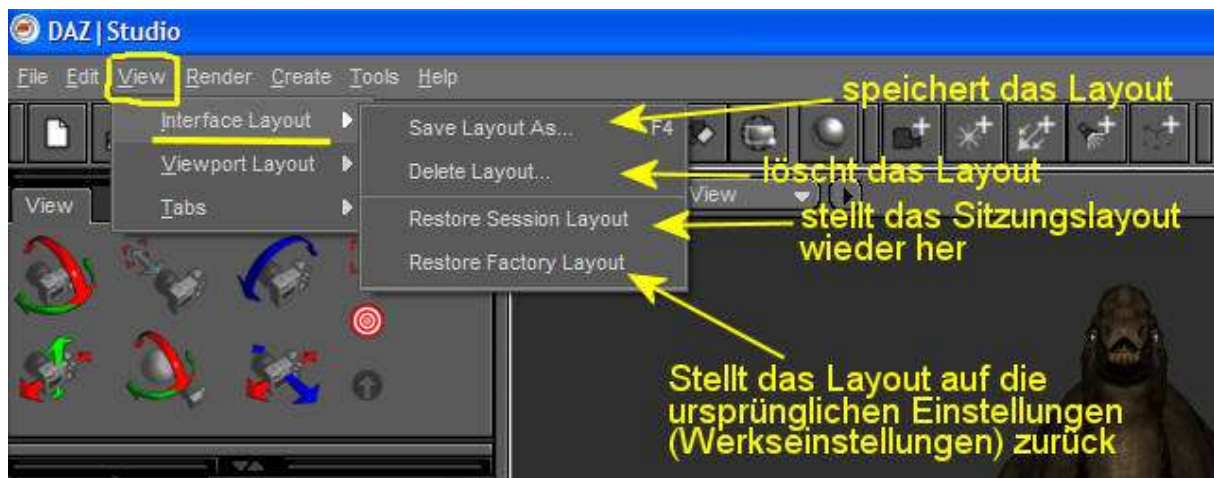 DAZ|Studio
File Edit View Render Create Tools Help
speichert das Layout
Interface Layout
Save Layout As... F4
Viewport Layout
Delete Layout...
löscht das Layout
View
Tabs
View
Restore Session Layout
stellt das Sitzungslayout
wieder her
Restore Factory Layout
Stellt das Layout auf die
ursprünglichen Einstellungen
(Werkseinstellungen) zurück